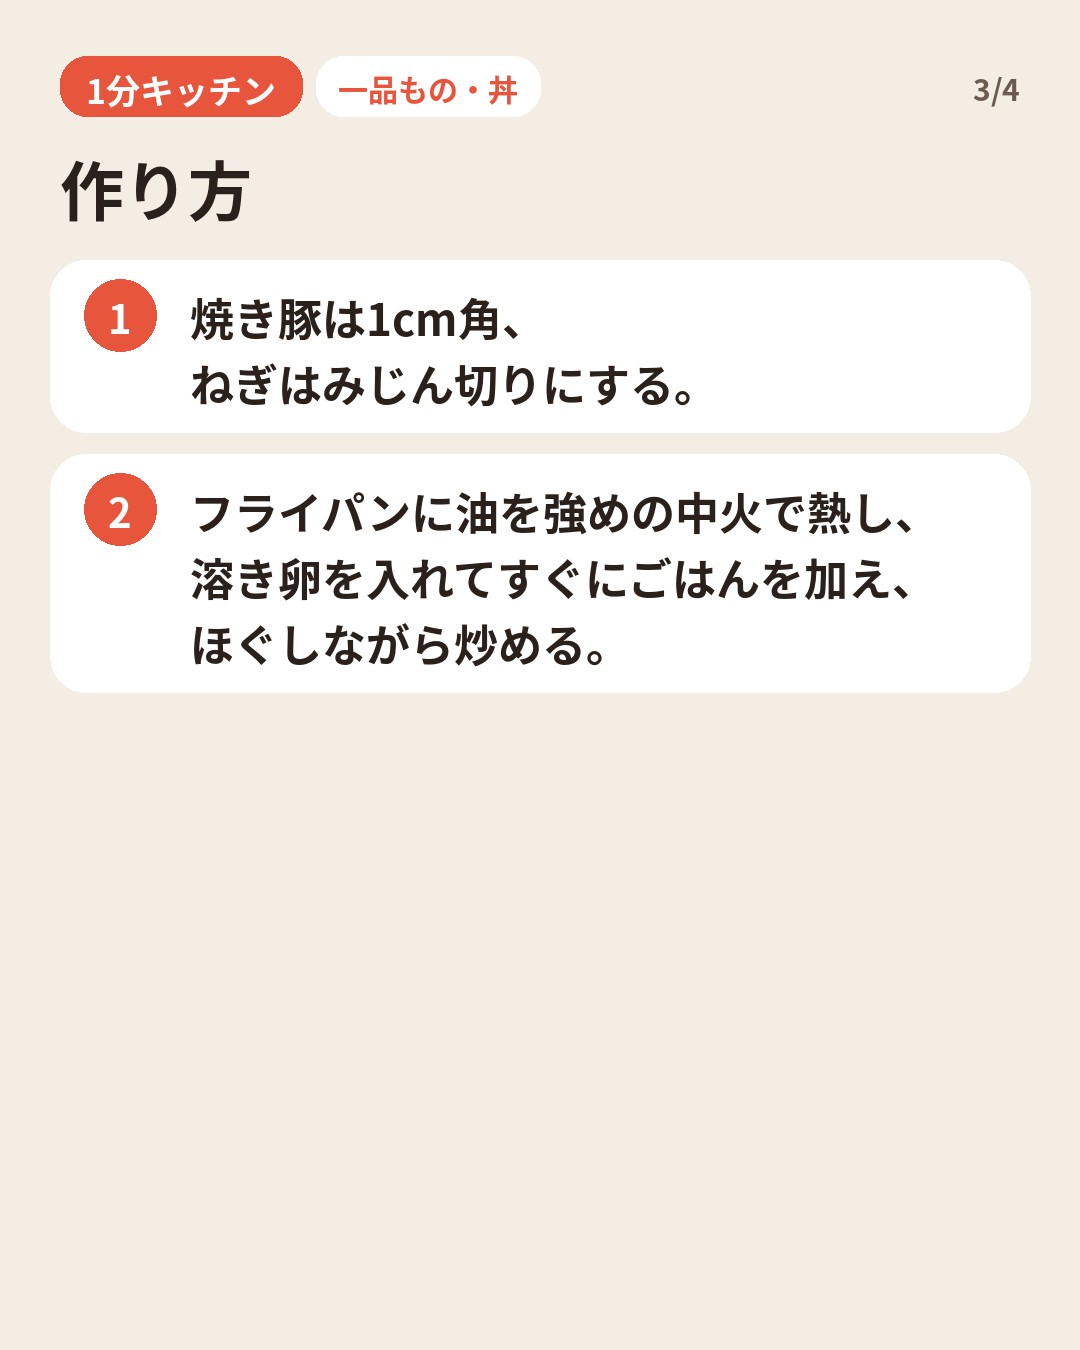 1分キッチン
一品もの・丼
3/4
作り方
1
焼き豚は1cm角、
ねぎはみじん切りにする。
2
フライパンに油を強めの中火で熱し、
溶き卵を入れてすぐにごはんを加え、
ほぐしながら炒める。